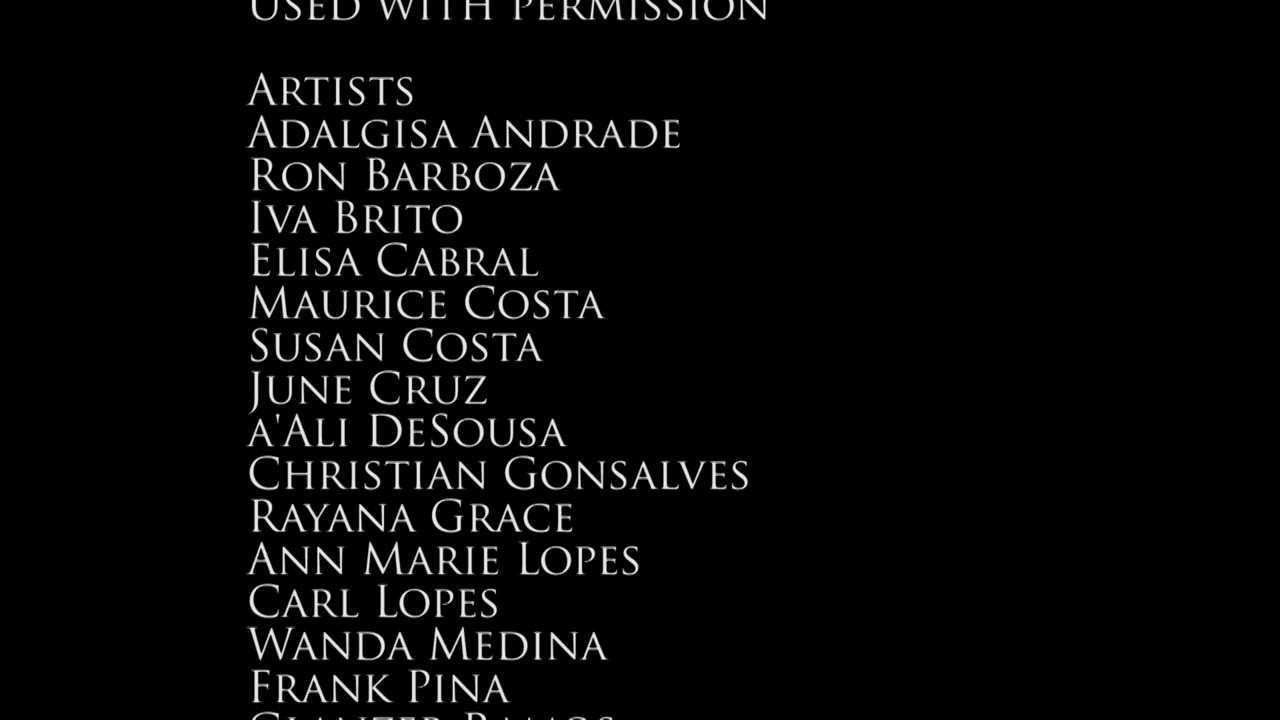 Used with Permission
Artists
Adalgisa Andrade
Ron Barboza
Iva Brito
Elisa Cabral
Maurice Costa
Susan Costa
June Cruz
a'Ali DeSousa
Christian Gonsalves
Rayana Grace
Ann Marie Lopes
Carl Lopes
Wanda Medina
Frank Pina
Ramos